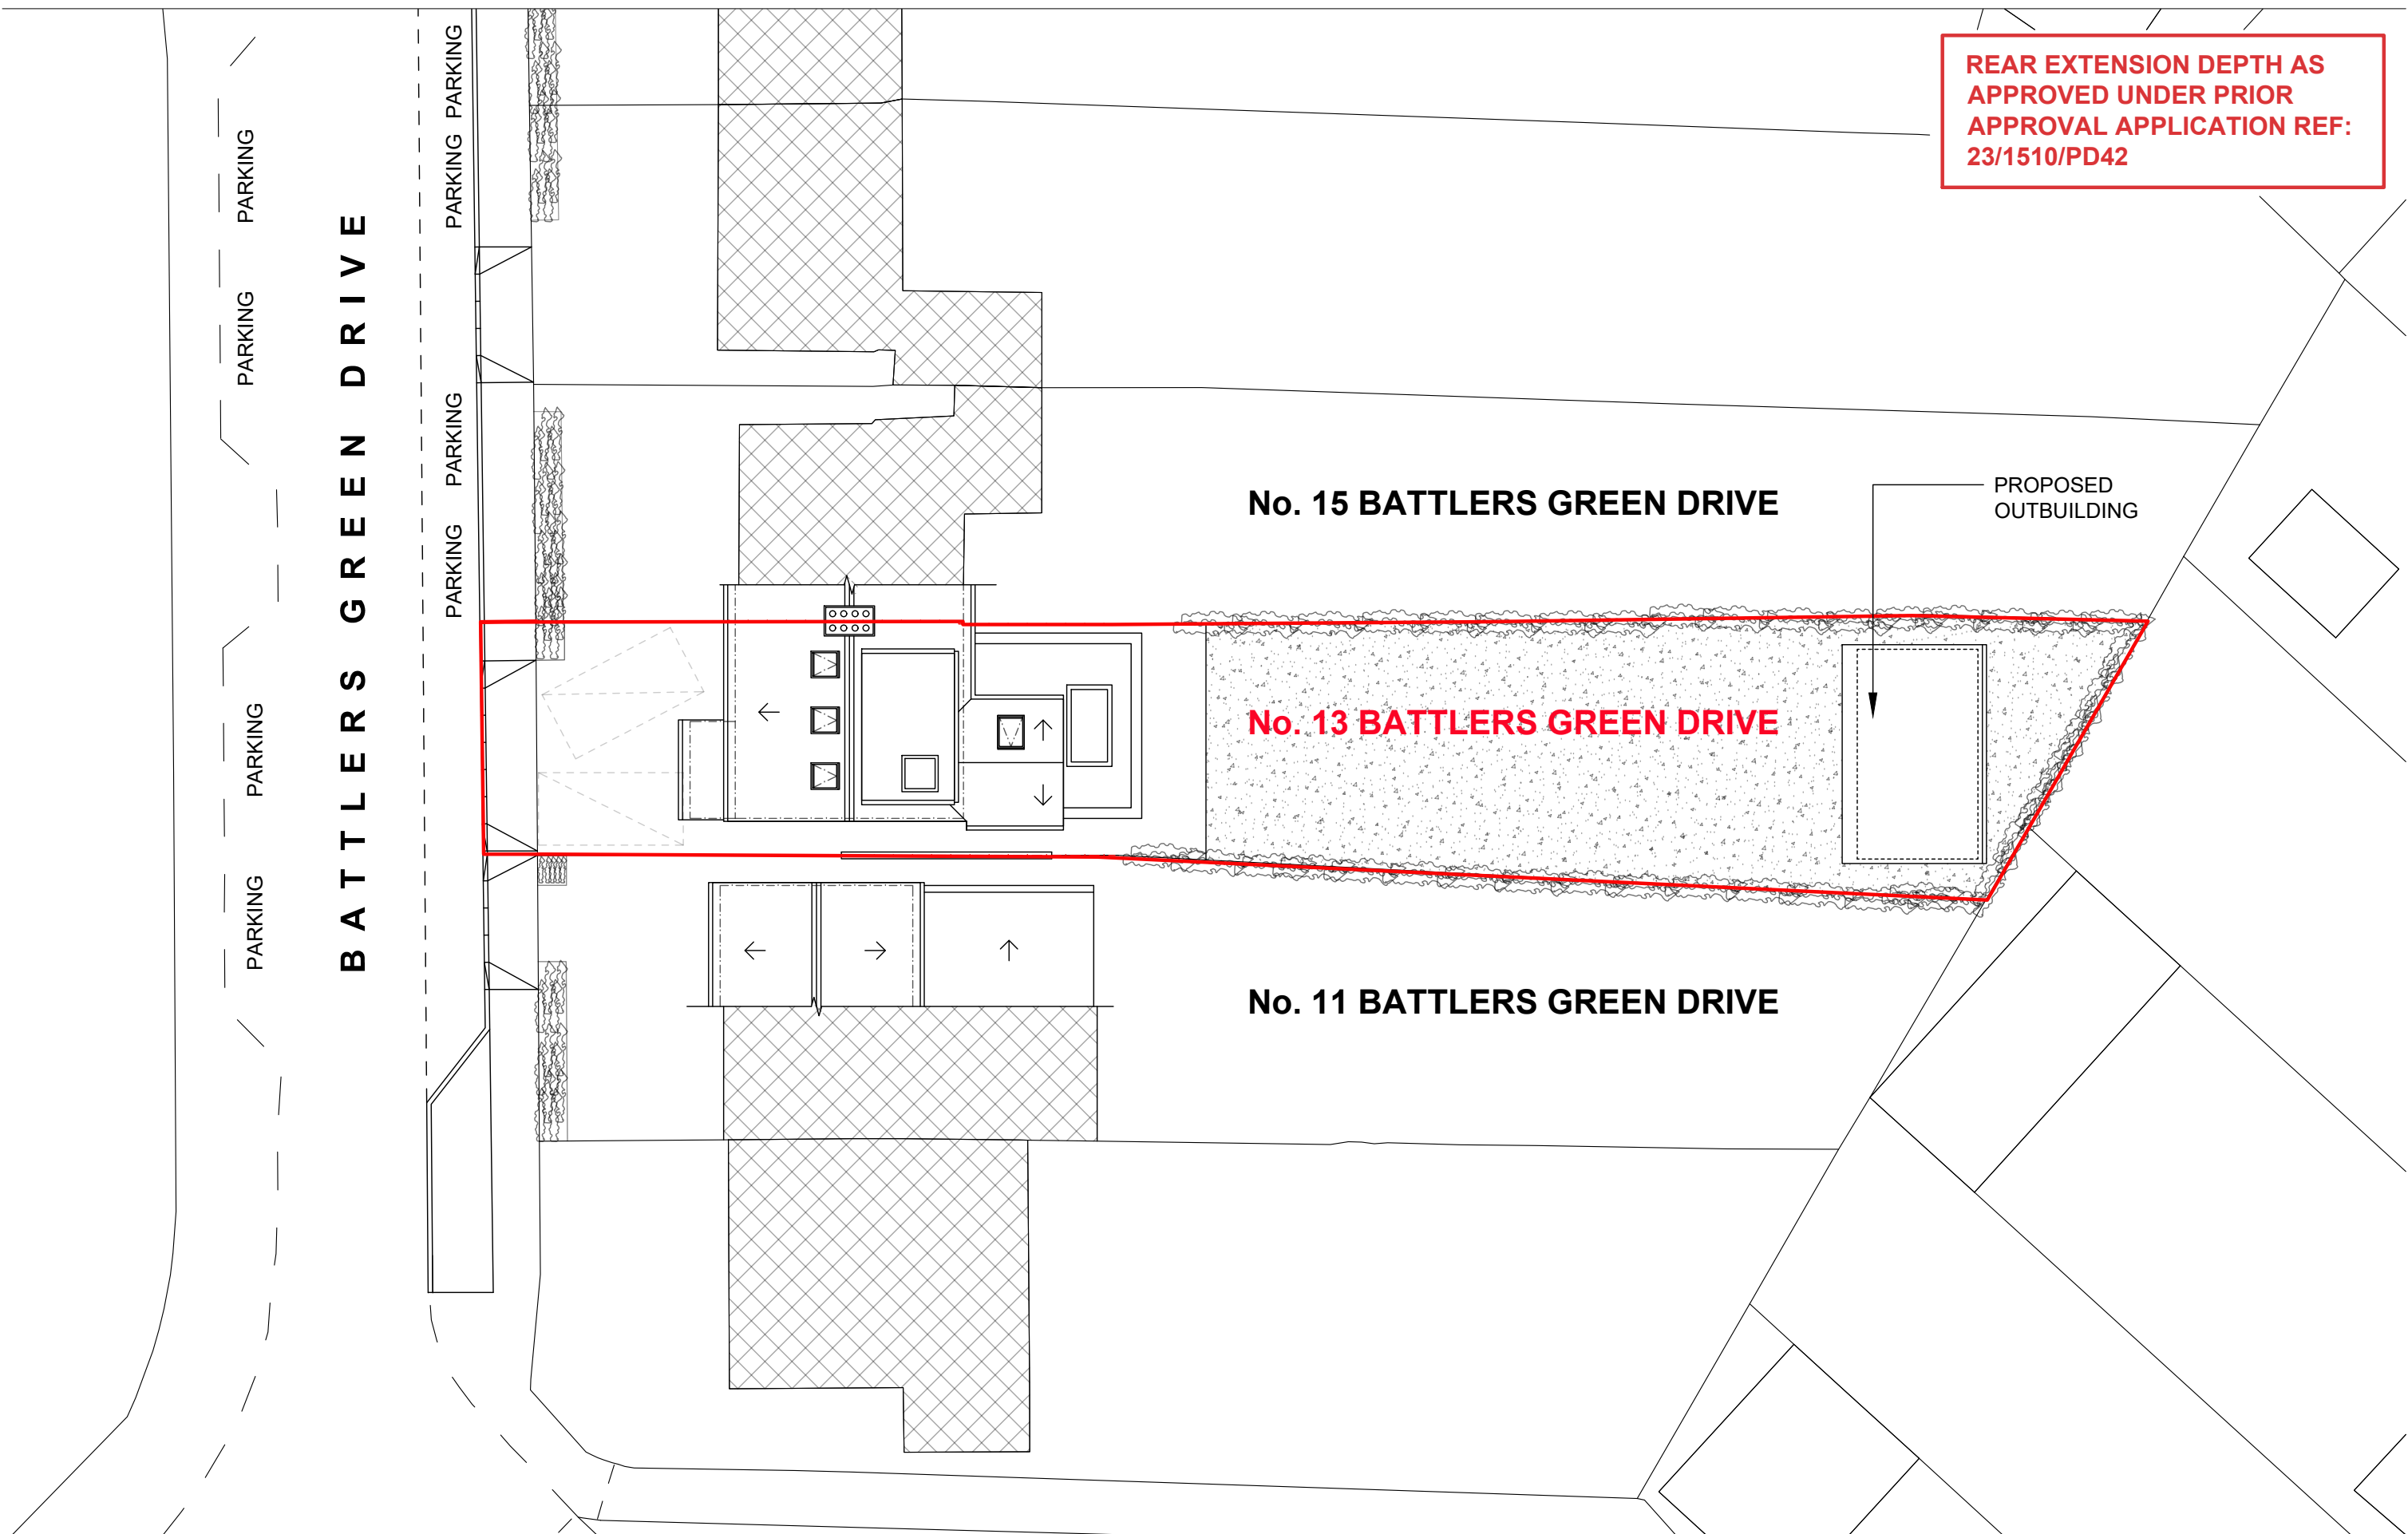 REAR EXTENSION DEPTH AS
APPROVED UNDER PRIOR
APPROVAL APPLICATION REF:
23/1510/PD42
PARKING
PARKING
PARKING
PARKING
BATTLERS GREEN DRIVE
PARKING
PARKING
PARKING
PARKING
No. 15 BATTLERS GREEN DRIVE
PROPOSED
OUTBUILDING
No. 13 BATTLERS GREEN DRIVE
PARKING
PARKING
No. 11 BATTLERS GREEN DRIVE